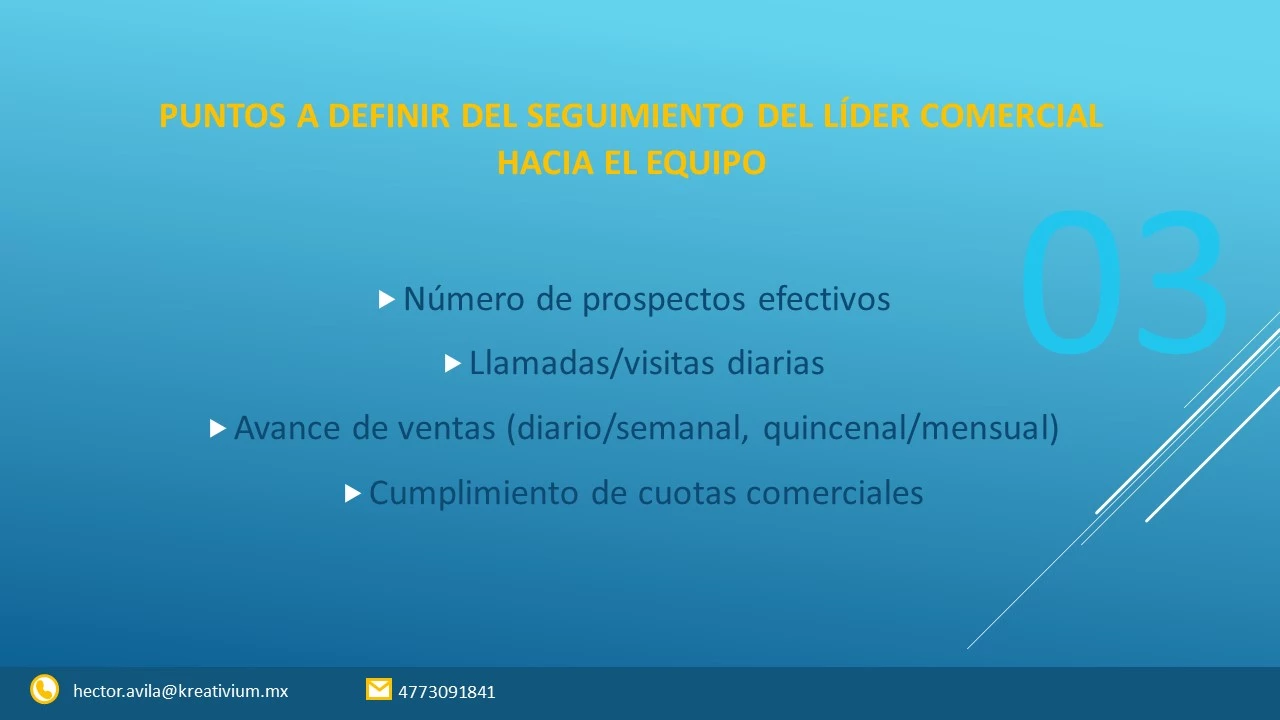 PUNTOS A DEFINIR DEL SEGUIMIENTO DEL LÍDER COMERCIAL
HACIA EL EQUIPO
03
Número de prospectos efectivos
Llamadas/visitas diarias
Avance de ventas (diario/semanal, quincenal/mensual)
Cumplimiento de cuotas comerciales
hector.avila@kreativium.mx
4773091841